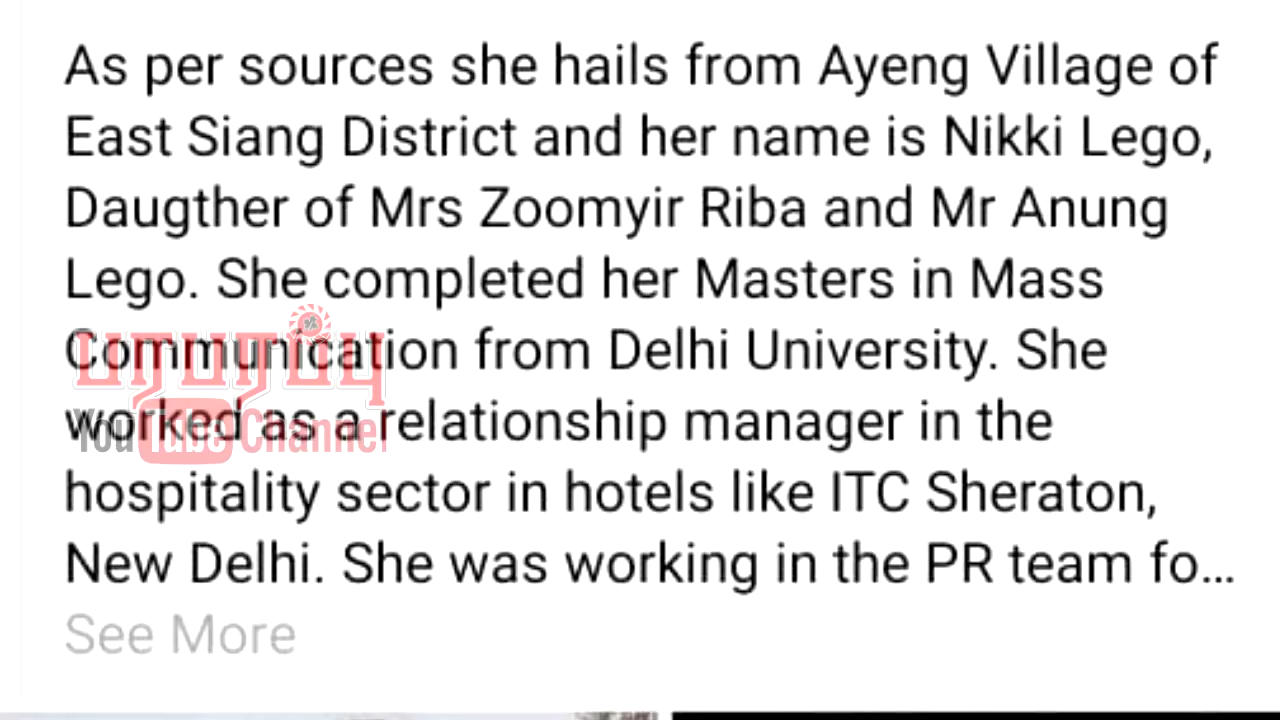 As per sources she hails from Ayeng Village of
East Siang District and her name is Nikki Lego,
Daugther of Mrs Zoomyir Riba and Mr Anung
Lego. She completed her Masters in Mass
Communication from Delhi University. She
worked as a relationship manager in the
hospitality sector in hotels like ITC Sheraton,
New Delhi. She was working in the PR team fo...
See More
YouTube Channel